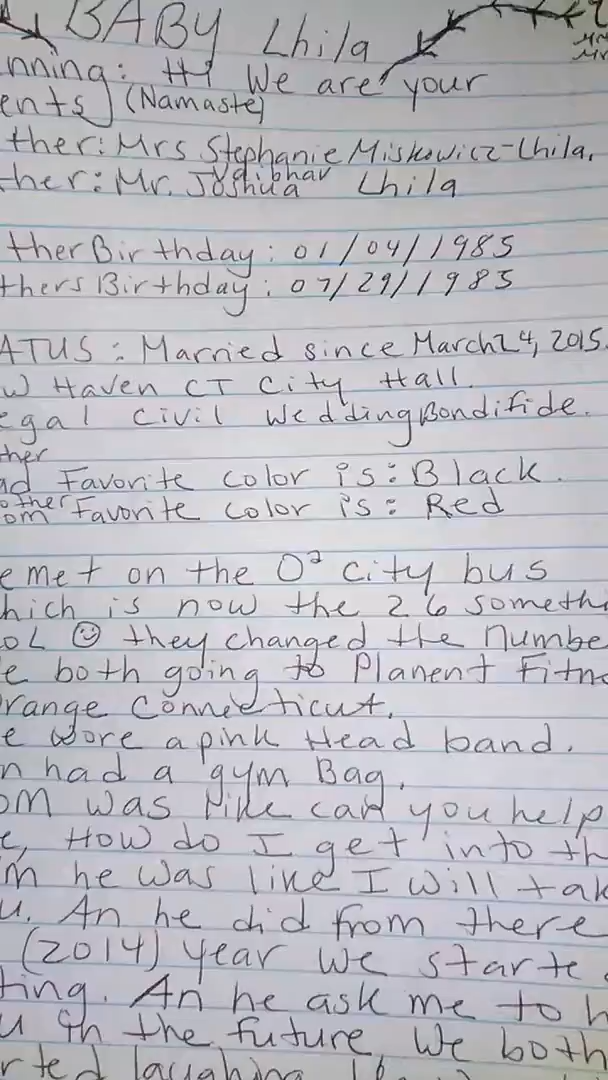 BABY Lhila
nning: Hi We are your
ents (Namaste)
ther: Mrs Stephanie Miskowicz-Lhila.
her: Mr. Joshua Lhila
ther Birthday: 01/04/1985
thers Birthday: 07/29/1985
ATUS: Married since March 24, 2015.
w Haven CT City Hall.
egal civil Wedding Bondifide.
ther
ad Favorite color is: Black.
other
om Favorite color is: Red
e met on the O² city bus
hich is now the 26 someth
OL ☺ they changed the numbe
e both going to Planent Fitn
range Connecticut.
e wore a pink Head band.
n had a gym Bag.
om was like can you help
e, How do I get into th
m he was like I will tak
u. An he did from there
(2014) year we starte
ting. An he ask me to h
u in the future, We both
rted laughing